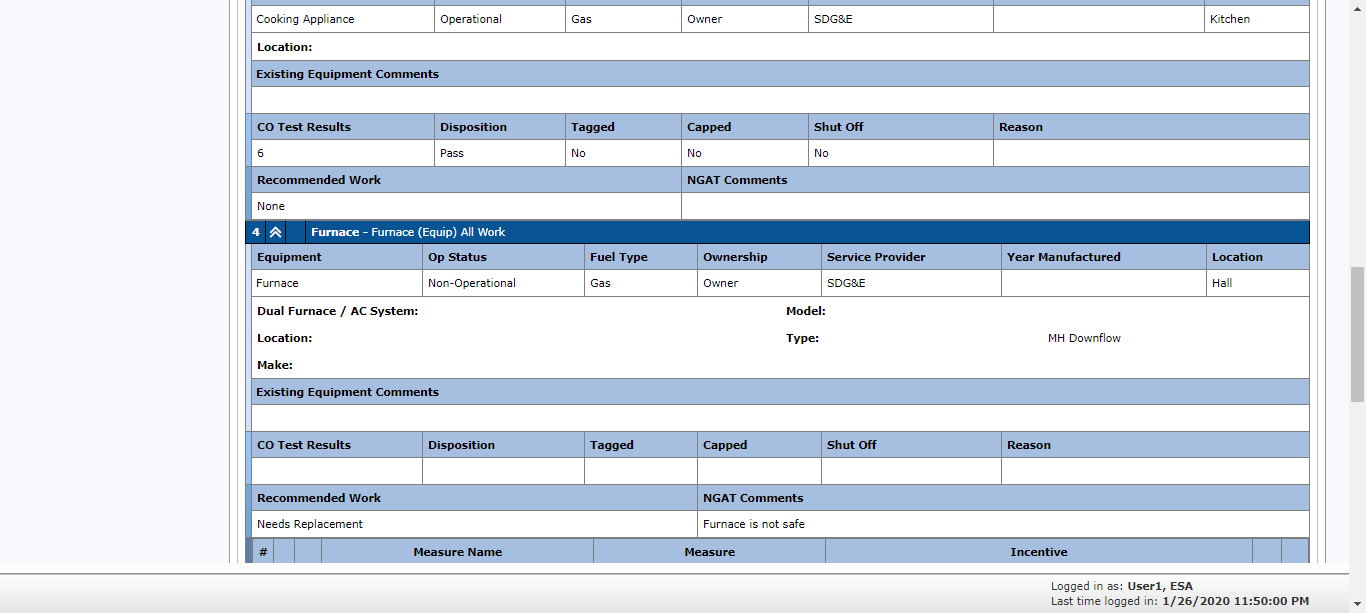 Cooking Appliance Operational Gas Owner SDG&E Kitchen
Location:
Existing Equipment Comments
CO Test Results Disposition Tagged Capped Shut Off Reason
6 Pass No No No
Recommended Work NGAT Comments
None
4 Furnace - Furnace (Equip) All Work
Equipment Op Status Fuel Type Ownership Service Provider Year Manufactured Location
Furnace Non-Operational Gas Owner SDG&E Hall
Dual Furnace / AC System: Model:
Location: Type: MH Downflow
Make:
Existing Equipment Comments
CO Test Results Disposition Tagged Capped Shut Off Reason
Recommended Work NGAT Comments
Needs Replacement Furnace is not safe
# Measure Name Measure Incentive
Logged in as: User1, ESA
Last time logged in: 1/26/2020 11:50:00 PM